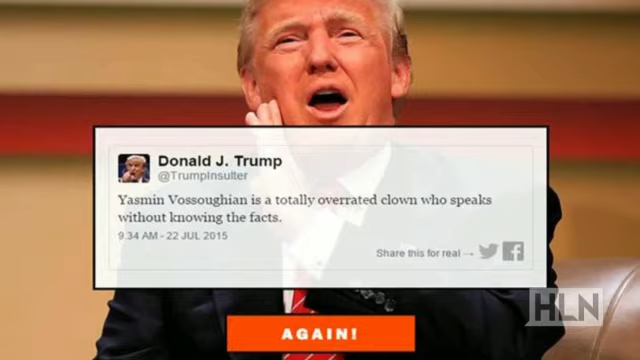 Donald J. Trump
@TrumpInsulter
Yasmin Vossoughian is a totally overrated clown who speaks
without knowing the facts.
9.34 AM - 22 JUL 2015
Share this for real →
AGAIN!
HLN